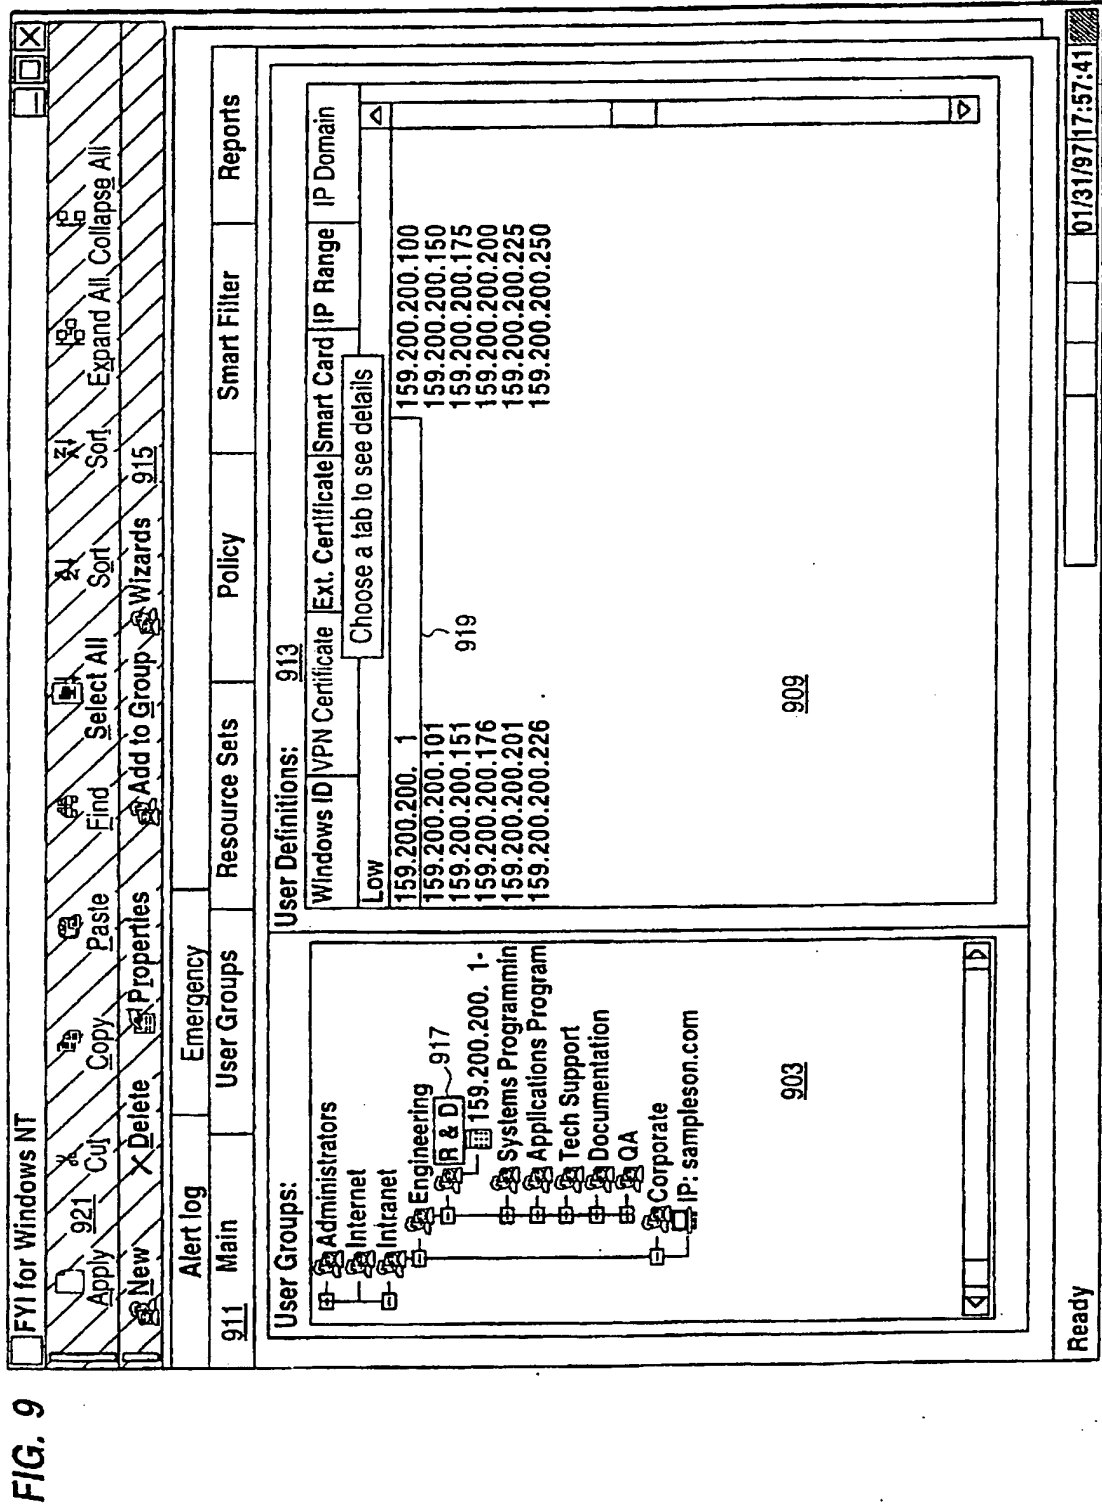 FIG. 9
FYI for Windows NT
Apply 921 Cut Copy Paste Find Select All Sort Sort Expand All Collapse All
New Delete Properties Add to Group Wizards 915
Alert log Emergency
911 Main User Groups Resource Sets Policy Smart Filter Reports
User Groups:
Administrators
Internet
Intranet
Engineering
R & D 917
159.200.200. 1-
Systems Programmin
Applications Program
Tech Support
Documentation
QA
Corporate
IP: sampleson.com
903
User Definitions: 913
Windows ID VPN Certificate Ext. Certificate Smart Card IP Range IP Domain
Choose a tab to see details
Low
159.200.200. 1 159.200.200.100
159.200.200.101 159.200.200.150
159.200.200.151 159.200.200.175
159.200.200.176 159.200.200.200
159.200.200.201 159.200.200.225
159.200.200.226 159.200.200.250
919
909
Ready 01/31/97 17:57:41